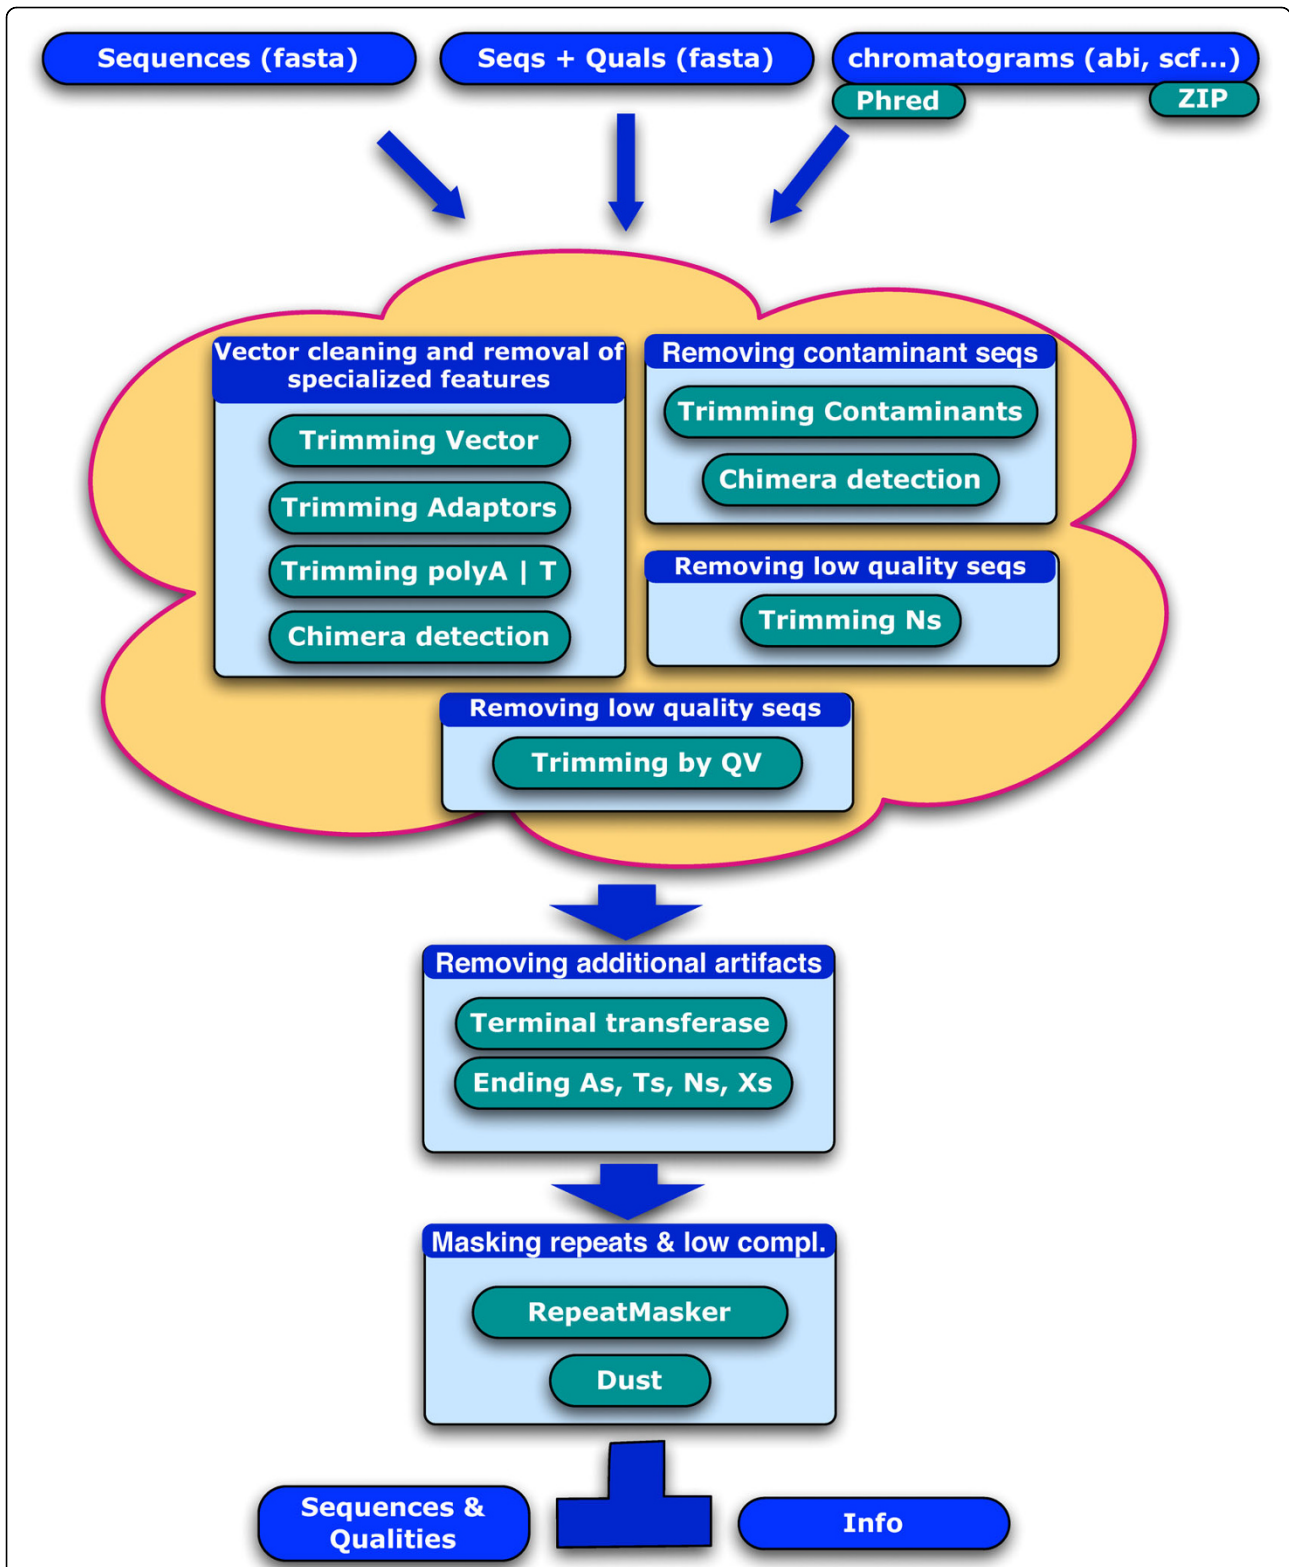 Sequences (fasta)
Seqs + Quals (fasta)
chromatograms (abi, scf...)
Phred
ZIP
Vector cleaning and removal of
specialized features
Trimming Vector
Trimming Adaptors
Trimming polyA | T
Chimera detection
Removing contaminant seqs
Trimming Contaminants
Chimera detection
Removing low quality seqs
Trimming Ns
Removing low quality seqs
Trimming by QV
Removing additional artifacts
Terminal transferase
Ending As, Ts, Ns, Xs
Masking repeats & low compl.
RepeatMasker
Dust
Sequences &
Qualities
Info